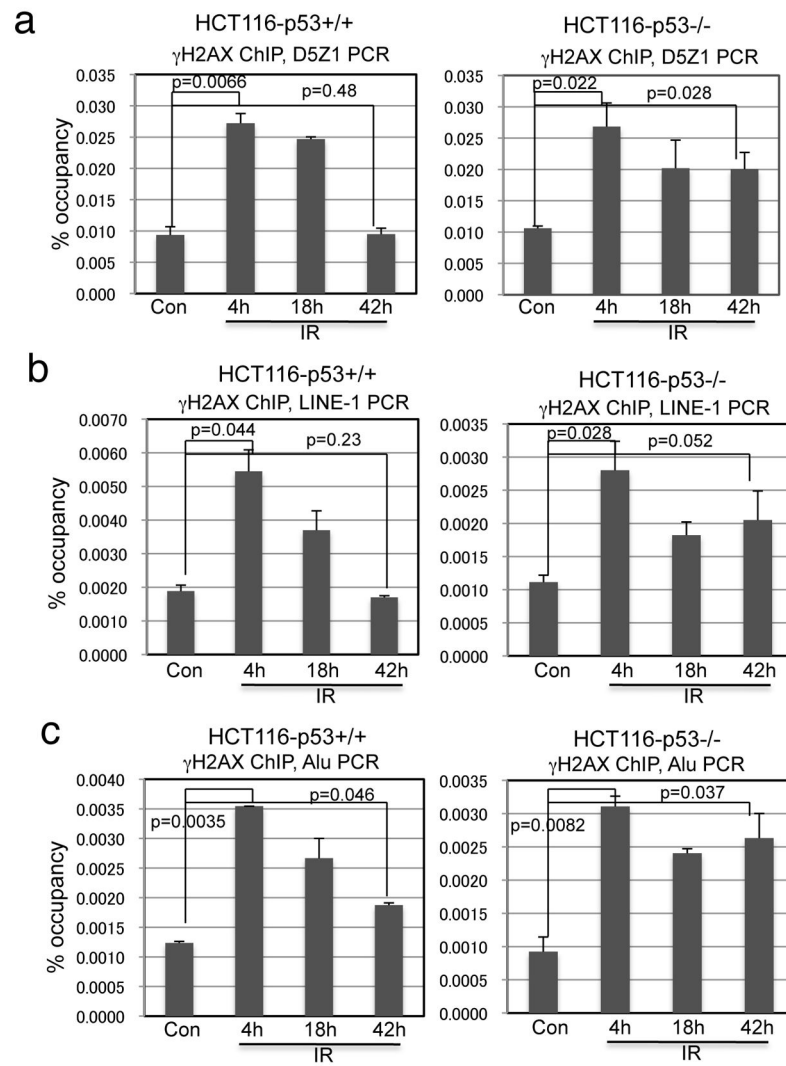 a
HCT116-p53+/+
γH2AX ChIP, D5Z1 PCR
% occupancy
0.035
0.030
0.025
0.020
0.015
0.010
0.005
0.000
p=0.0066
p=0.48
Con 4h 18h 42h
IR
HCT116-p53-/-
γH2AX ChIP, D5Z1 PCR
0.035
0.030
0.025
0.020
0.015
0.010
0.005
0.000
p=0.022
p=0.028
Con 4h 18h 42h
IR
b
HCT116-p53+/+
γH2AX ChIP, LINE-1 PCR
% occupancy
0.0070
0.0060
0.0050
0.0040
0.0030
0.0020
0.0010
0.0000
p=0.044
p=0.23
Con 4h 18h 42h
IR
HCT116-p53-/-
γH2AX ChIP, LINE-1 PCR
0.0035
0.0030
0.0025
0.0020
0.0015
0.0010
0.0005
0.0000
p=0.028
p=0.052
Con 4h 18h 42h
IR
c
HCT116-p53+/+
γH2AX ChIP, Alu PCR
% occupancy
0.0040
0.0035
0.0030
0.0025
0.0020
0.0015
0.0010
0.0005
0.0000
p=0.046
p=0.0035
Con 4h 18h 42h
IR
HCT116-p53-/-
γH2AX ChIP, Alu PCR
0.0035
0.0030
0.0025
0.0020
0.0015
0.0010
0.0005
0.0000
p=0.037
p=0.0082
Con 4h 18h 42h
IR